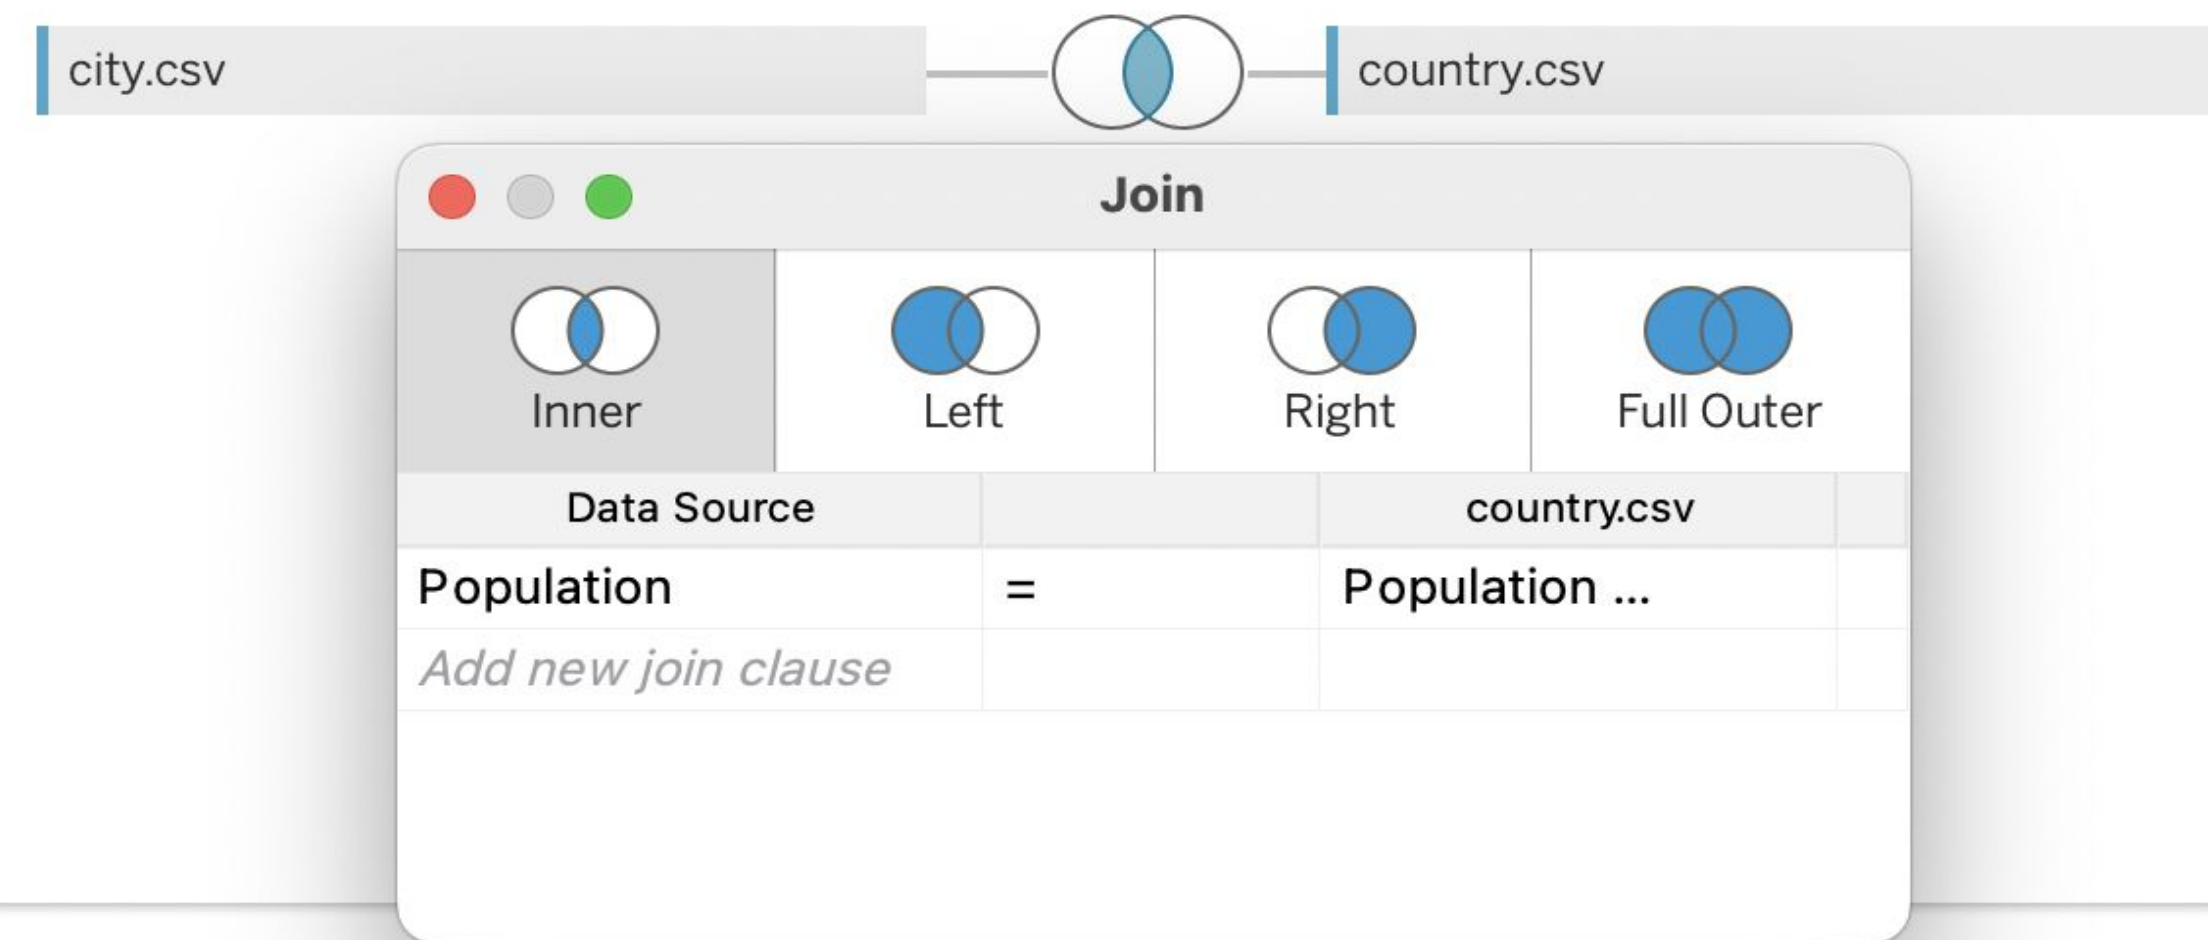 city.csv
country.csv
Join
Inner
Left
Right
Full Outer
Data Source
country.csv
Population = Population ...
Add new join clause